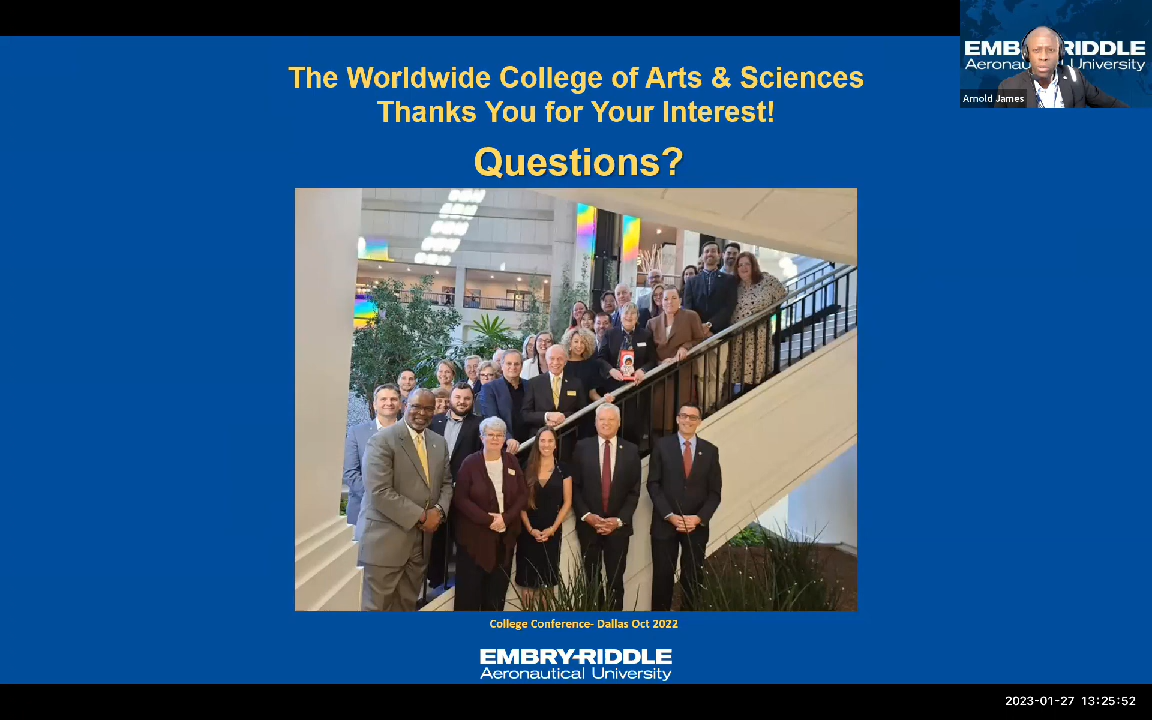 The Worldwide College of Arts & Sciences
Thanks You for Your Interest!
Questions?
EMB RIDDLE
Aeronautical University
Arnold James
College Conference- Dallas Oct 2022
EMBRY-RIDDLE
Aeronautical University
2023-01-27 13:25:52